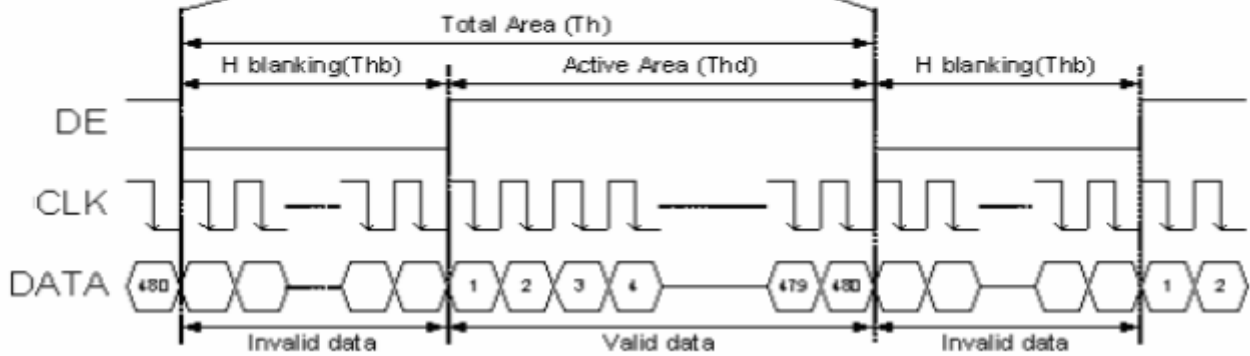 Total Area (Th)
H blanking(Thb) Active Area (Thd) H blanking(Thb)
DE
CLK
DATA 480 1 2 3 4 479 480 1 2
Invalid data Valid data Invalid data